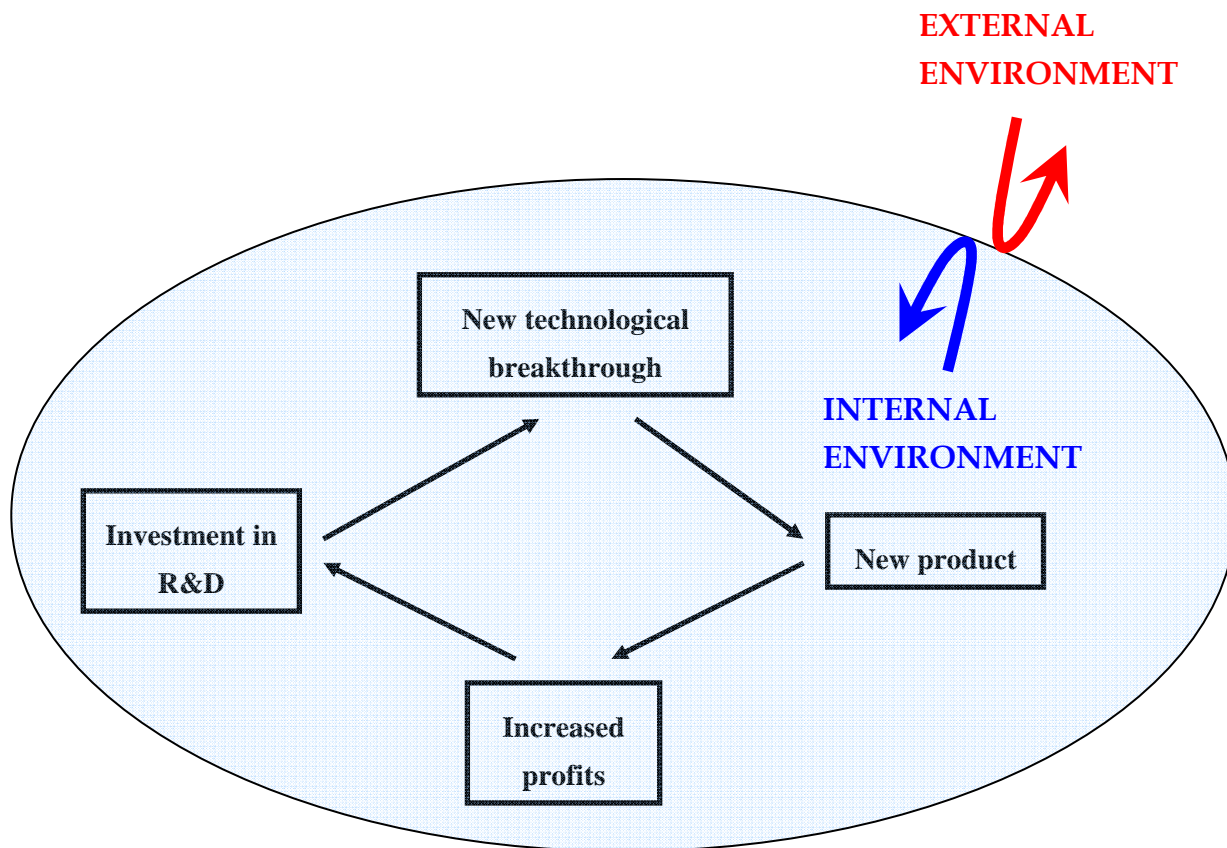 EXTERNAL
ENVIRONMENT
New technological
breakthrough
INTERNAL
ENVIRONMENT
Investment in
R&D
New product
Increased
profits